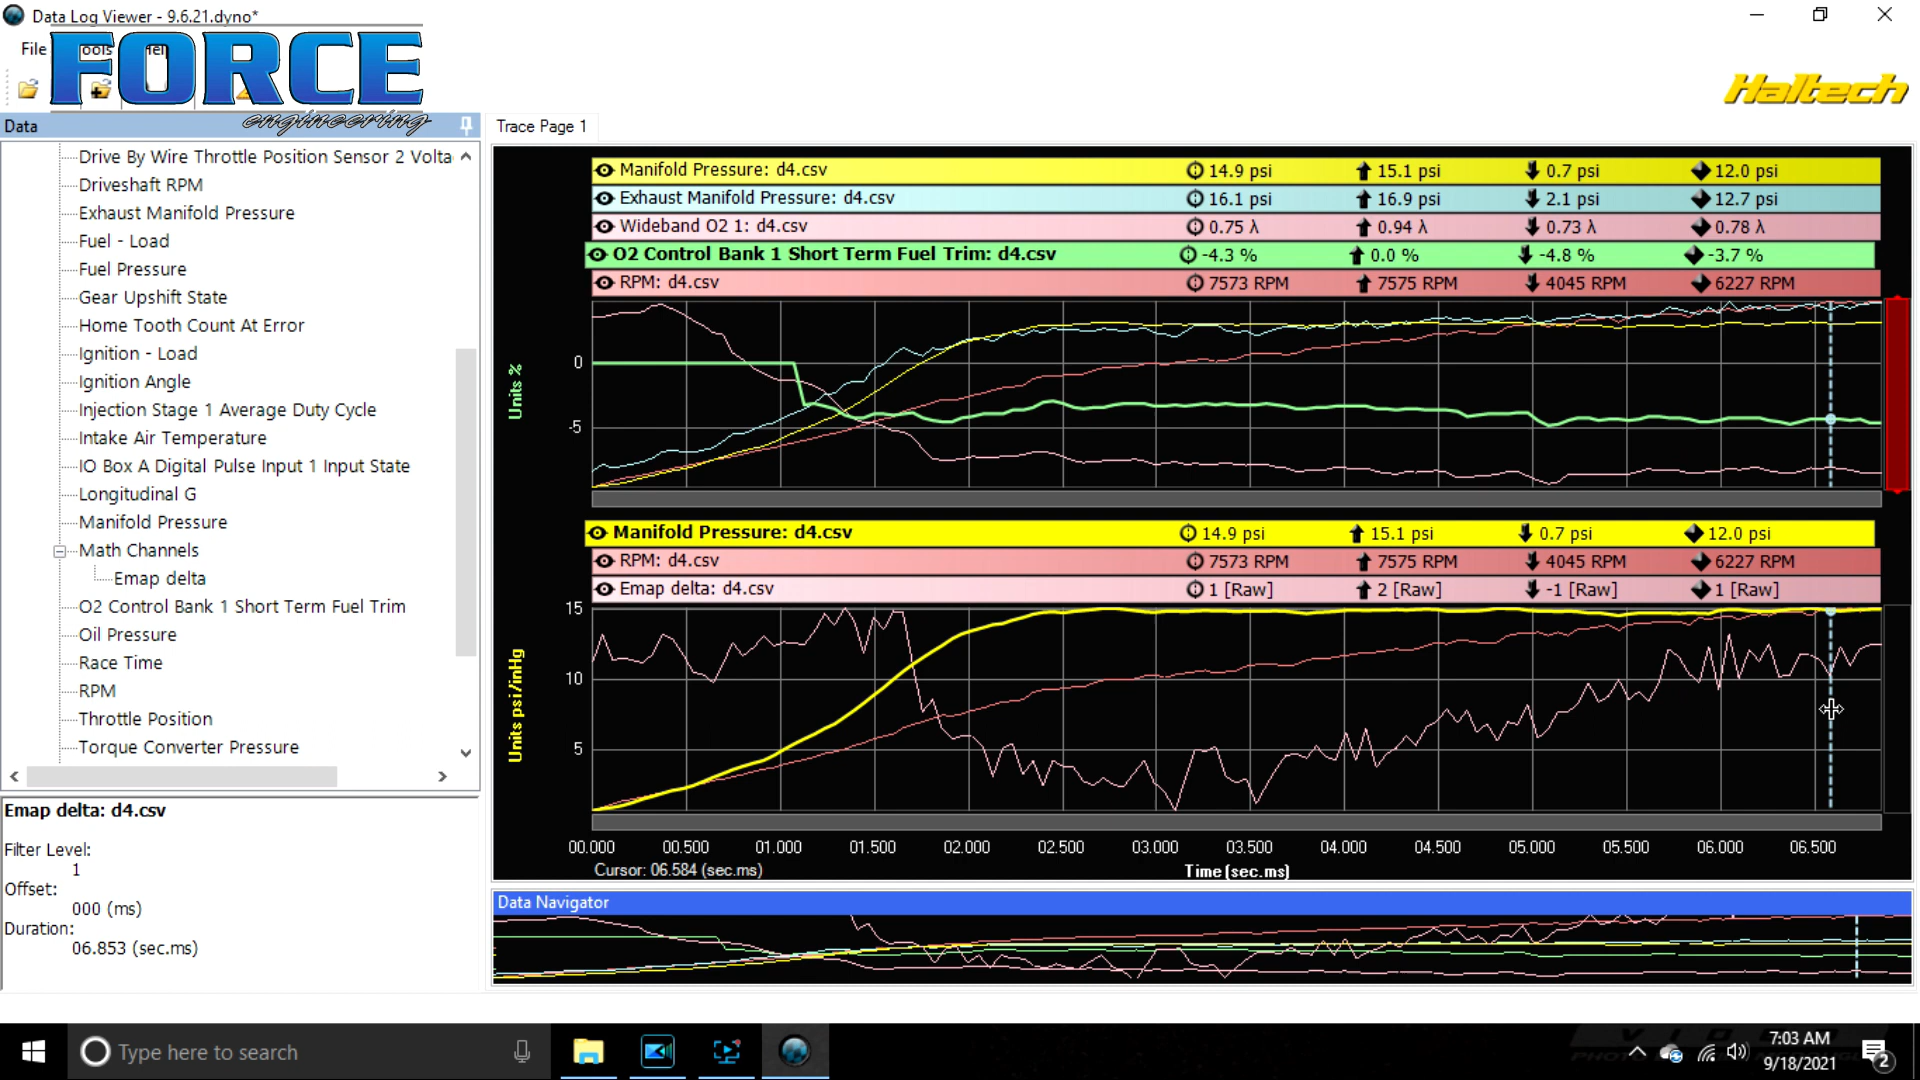 Data Log Viewer - 9.6.21.dyno*
File
FORCE
engineering
Haltech
Data
Trace Page 1
Drive By Wire Throttle Position Sensor 2 Volta
Driveshaft RPM
Exhaust Manifold Pressure
Fuel - Load
Fuel Pressure
Gear Upshift State
Home Tooth Count At Error
Ignition - Load
Ignition Angle
Injection Stage 1 Average Duty Cycle
Intake Air Temperature
IO Box A Digital Pulse Input 1 Input State
Longitudinal G
Manifold Pressure
Math Channels
Emap delta
O2 Control Bank 1 Short Term Fuel Trim
Oil Pressure
Race Time
RPM
Throttle Position
Torque Converter Pressure
Emap delta: d4.csv
Filter Level:
1
Offset:
000 (ms)
Duration:
06.853 (sec.ms)
Manifold Pressure: d4.csv 14.9 psi 15.1 psi 0.7 psi 12.0 psi
Exhaust Manifold Pressure: d4.csv 16.1 psi 16.9 psi 2.1 psi 12.7 psi
Wideband O2 1: d4.csv 0.75 λ 0.94 λ 0.73 λ 0.78 λ
O2 Control Bank 1 Short Term Fuel Trim: d4.csv -4.3 % 0.0 % -4.8 % -3.7 %
RPM: d4.csv 7573 RPM 7575 RPM 4045 RPM 6227 RPM
Units %
0
-5
Manifold Pressure: d4.csv 14.9 psi 15.1 psi 0.7 psi 12.0 psi
RPM: d4.csv 7573 RPM 7575 RPM 4045 RPM 6227 RPM
Emap delta: d4.csv 1 [Raw] 2 [Raw] -1 [Raw] 1 [Raw]
Units psi/inHg
15
10
5
00.000 00.500 01.000 01.500 02.000 02.500 03.000 03.500 04.000 04.500 05.000 05.500 06.000 06.500
Cursor: 06.584 (sec.ms) Time(sec.ms)
Data Navigator
Type here to search
7:03 AM
9/18/2021
2